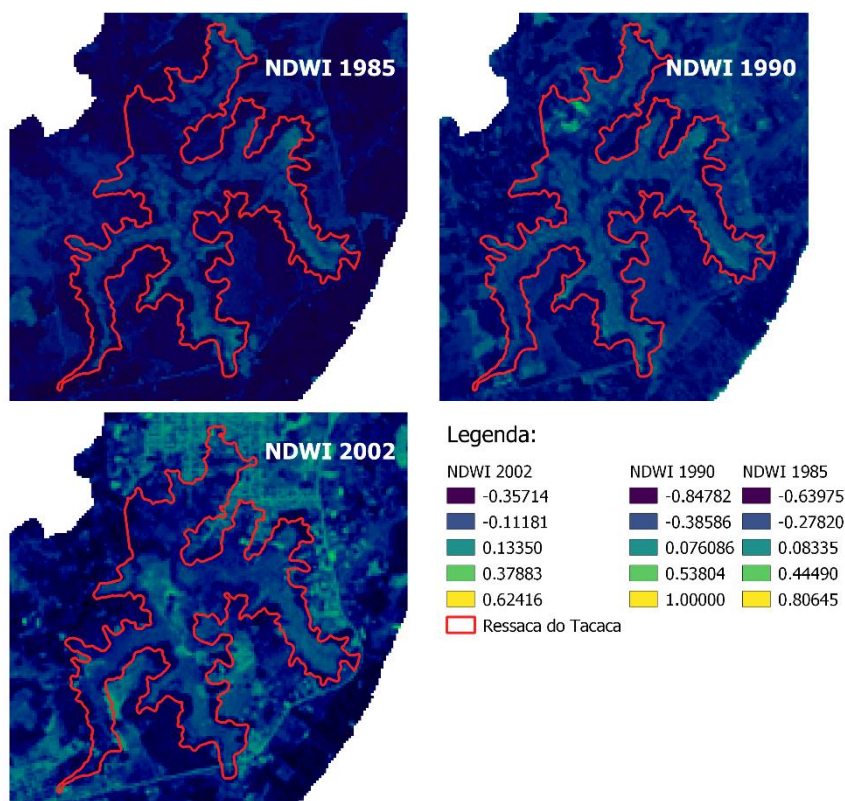 NDWI 1985
NDWI 1990
NDWI 2002
Legenda:
NDWI 2002 NDWI 1990 NDWI 1985
-0.35714 -0.84782 -0.63975
-0.11181 -0.38586 -0.27820
0.13350 0.076086 0.08335
0.37883 0.53804 0.44490
0.62416 1.00000 0.80645
Ressaca do Tacaca